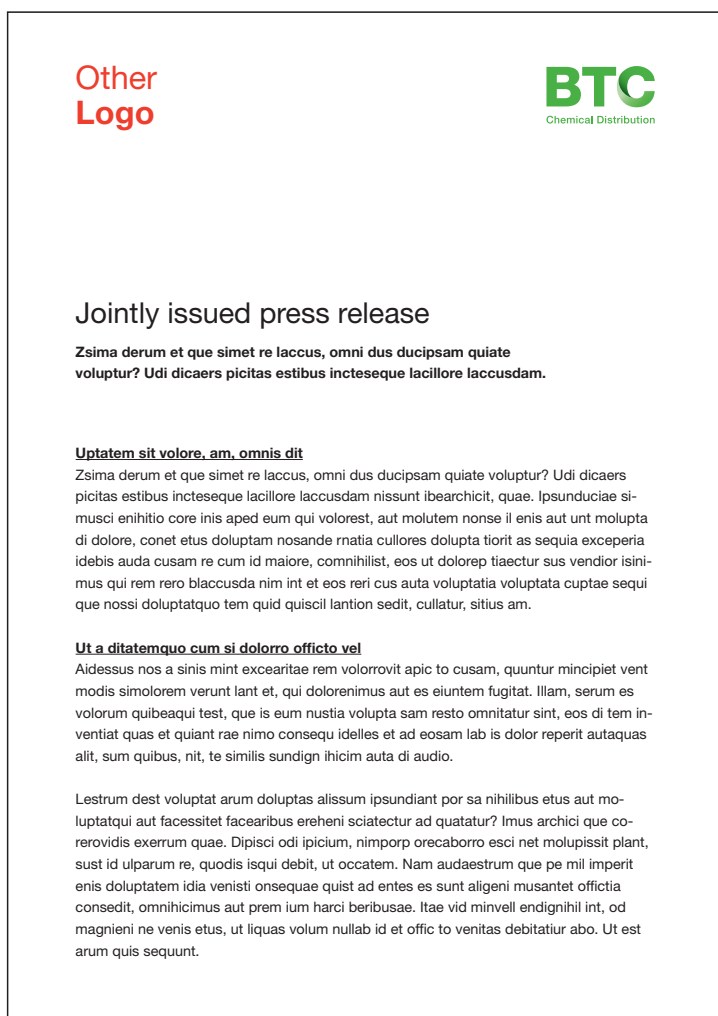 Other
Logo
BTC
Chemical Distribution
Jointly issued press release
Zsima derum et que simet re laccus, omni dus ducipsam quiate
voluptur? Udi dicaers picitas estibus incteseque lacillore laccusdam.
Uptatem sit volore, am, omnis dit
Zsima derum et que simet re laccus, omni dus ducipsam quiate voluptur? Udi dicaers
picitas estibus incteseque lacillore laccusdam nissunt ibearchicit, quae. Ipsunduciae si-
musci enihitio core inis aped eum qui volorest, aut molutem nonse il enis aut unt molupta
di dolore, conet etus doluptam nosande rnatia cullores dolupta tiorit as sequia exceperia
idebis auda cusam re cum id maiore, comnihilist, eos ut dolorep tiaectur sus vendior isini-
mus qui rem rero blaccusda nim int et eos reri cus auta voluptatia voluptata cuptae sequi
que nossi doluptatquo tem quid quiscil lantion sedit, cullatur, sitius am.
Ut a ditatemquo cum si dolorro officto vel
Aidessus nos a sinis mint excearitae rem volorrovit apic to cusam, quuntur mincipiet vent
modis simolorem verunt lant et, qui dolorenimus aut es eiuntem fugitat. Illam, serum es
volorum quibeaqui test, que is eum nustia volupta sam resto omnitatur sint, eos di tem in-
ventiat quas et quiant rae nimo consequ idelles et ad eosam lab is dolor reperit autaquas
alit, sum quibus, nit, te similis sundign ihicim auta di audio.
Lestrum dest voluptat arum doluptas alissum ipsundiant por sa nihilibus etus aut mo-
luptatqui aut facessitet facearibus ereheni sciatectur ad quatatur? Imus archici que co-
rerovidis exerrum quae. Dipisci odi ipicium, nimporp orecaborro esci net molupissit plant,
sust id ulparum re, quodis isqui debit, ut occatem. Nam audaestrum que pe mil imperit
enis doluptatem idia venisti onsequae quist ad entes es sunt aligeni musantet offictia
consedit, omnihicimus aut prem ium harci beribusae. Itae vid minvell endignihil int, od
magnieni ne venis etus, ut liquas volum nullab id et offic to venitas debitatiur abo. Ut est
arum quis sequunt.